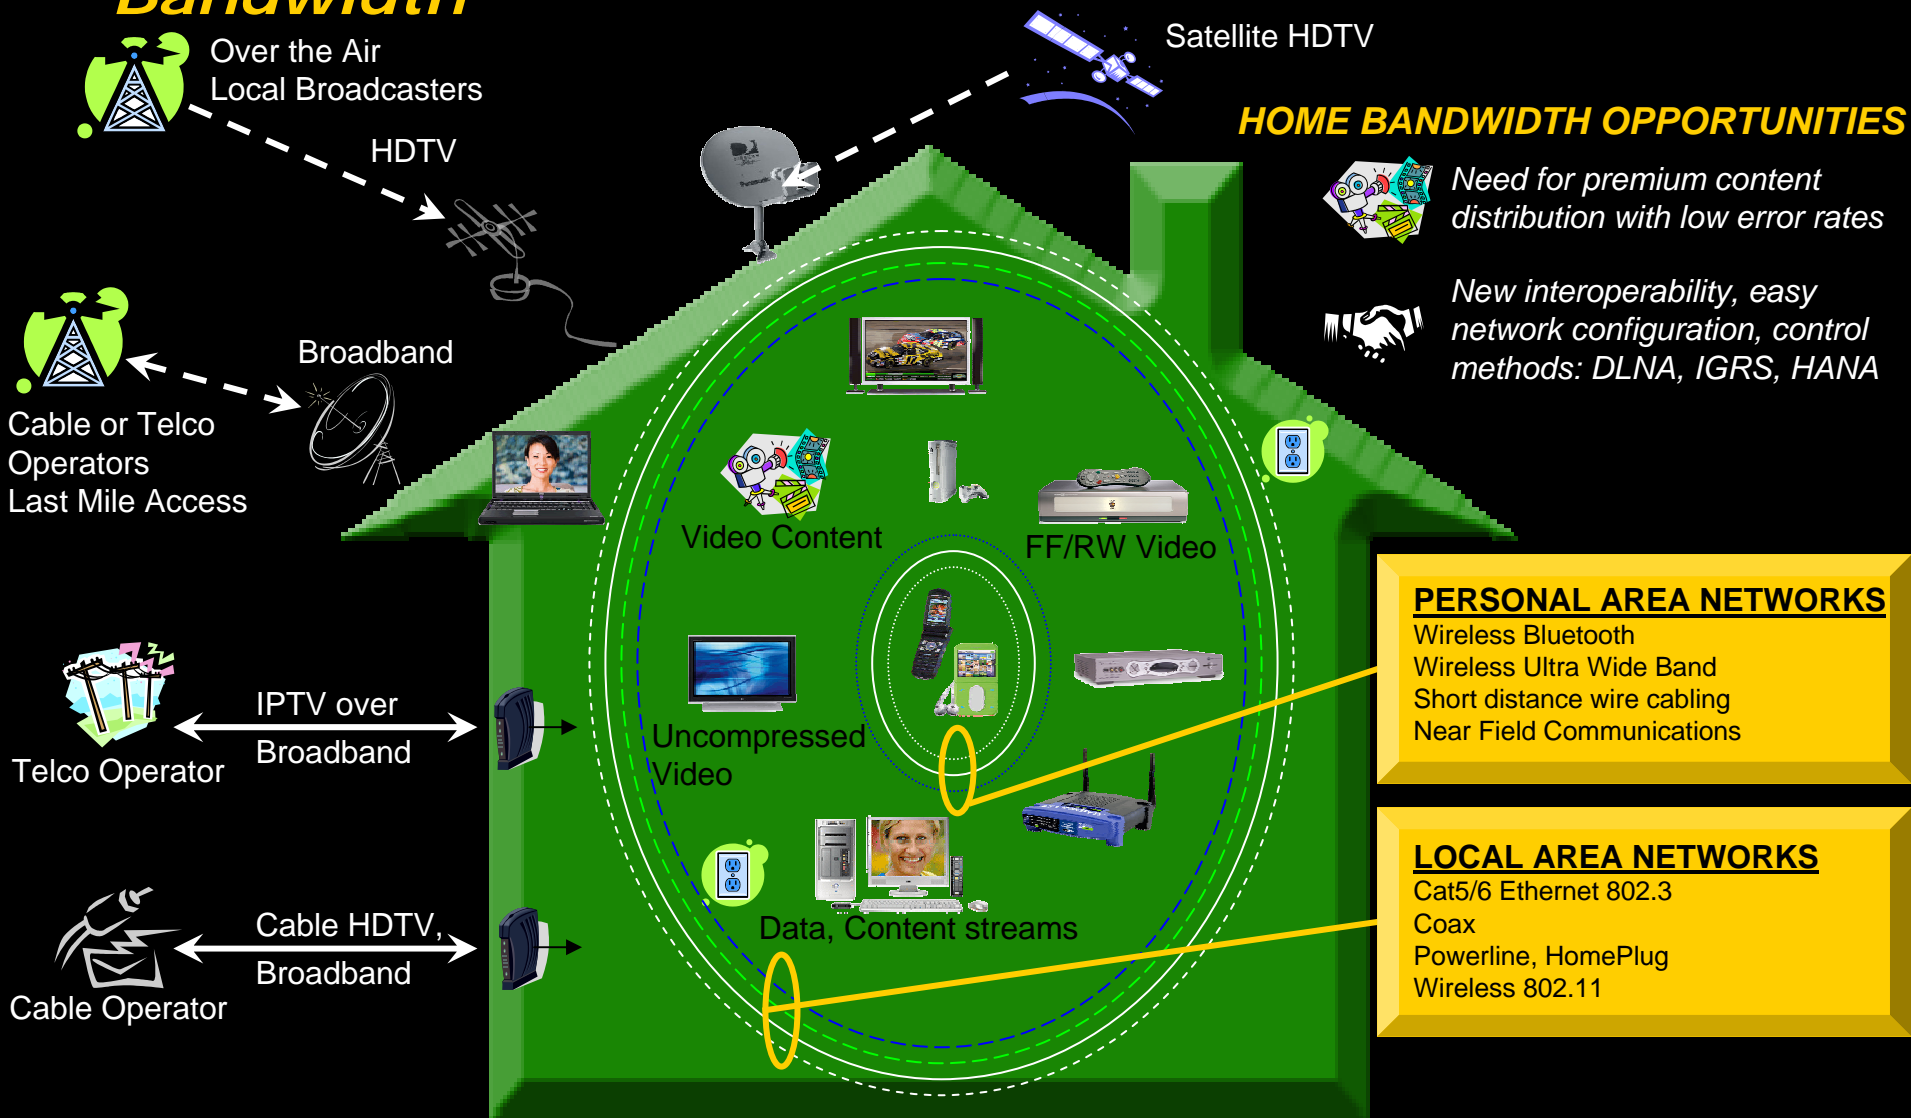 Bandwidth
Over the Air
Local Broadcasters
HDTV
Satellite HDTV
HOME BANDWIDTH OPPORTUNITIES
Need for premium content
distribution with low error rates
New interoperability, easy
network configuration, control
methods: DLNA, IGRS, HANA
Broadband
Cable or Telco
Operators
Last Mile Access
Video Content
FF/RW Video
PERSONAL AREA NETWORKS
Wireless Bluetooth
Wireless Ultra Wide Band
Short distance wire cabling
Near Field Communications
IPTV over
Broadband
Telco Operator
Uncompressed
Video
LOCAL AREA NETWORKS
Cat5/6 Ethernet 802.3
Coax
Powerline, HomePlug
Wireless 802.11
Data, Content streams
Cable HDTV,
Broadband
Cable Operator